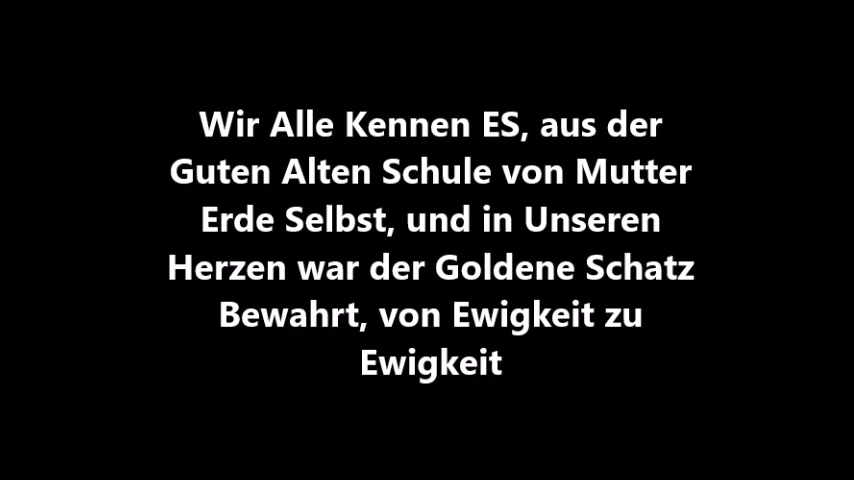 Wir Alle Kennen ES, aus der
Guten Alten Schule von Mutter
Erde Selbst, und in Unseren
Herzen war der Goldene Schatz
Bewahrt, von Ewigkeit zu
Ewigkeit